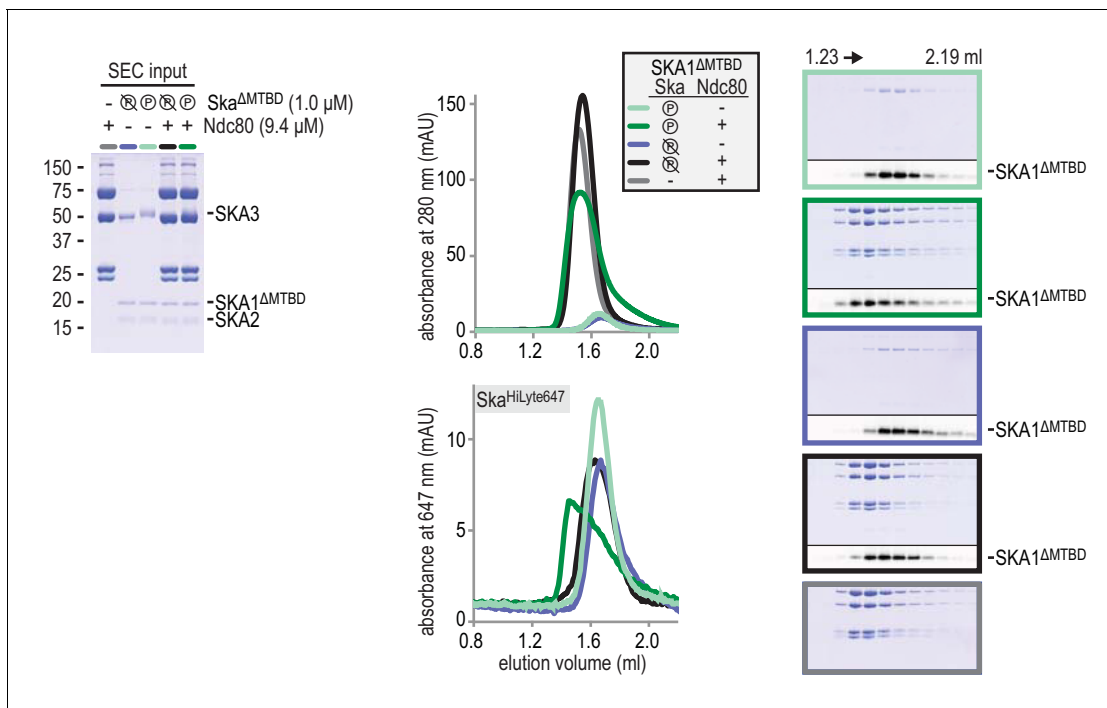 SEC input
- Ⓟ Ⓟ Ⓟ Ⓟ Ska^ΔMTBD (1.0 μM)
+ - - + + Ndc80 (9.4 μM)
150 -
75 -
50 -
37 -
25 -
20 -
15 -
-SKA3
-SKA1^ΔMTBD
-SKA2
absorbance at 280 nm (mAU)
150
100
50
0
0.8 1.2 1.6 2.0
SKA1^ΔMTBD
Ska Ndc80
Ⓟ -
Ⓟ +
Ⓟ -
Ⓟ +
- +
Ska^HiLyte647
absorbance at 647 nm (mAU)
10
5
0
0.8 1.2 1.6 2.0
elution volume (ml)
1.23 → 2.19 ml
-SKA1^ΔMTBD
-SKA1^ΔMTBD
-SKA1^ΔMTBD
-SKA1^ΔMTBD